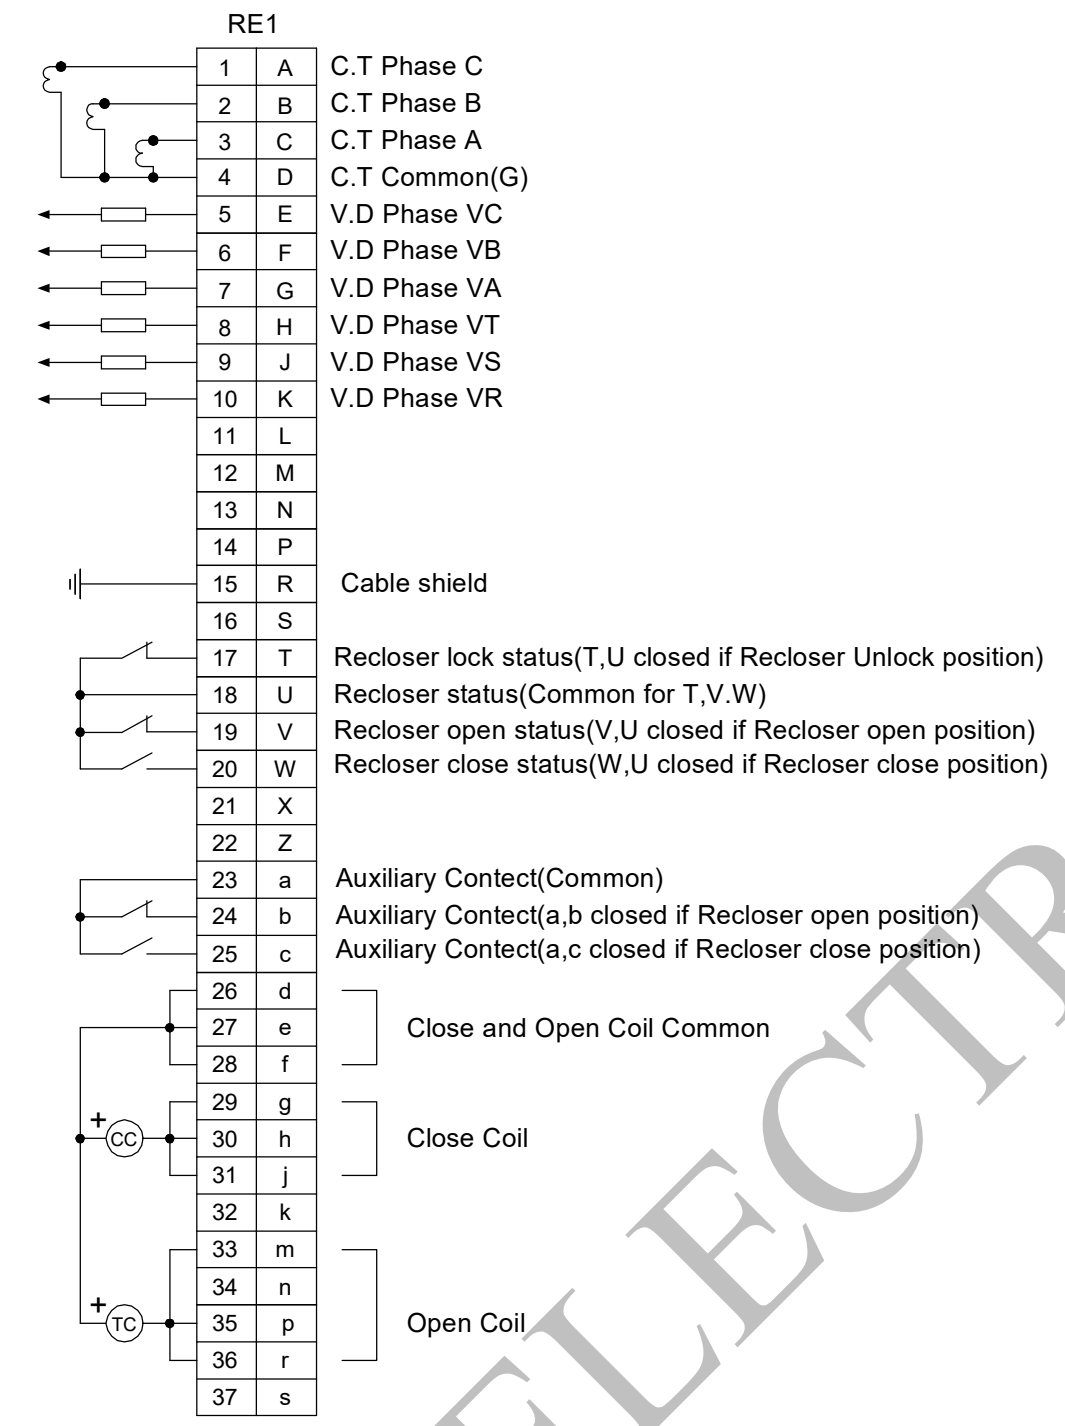 RE1
1 A C.T Phase C
2 B C.T Phase B
3 C C.T Phase A
4 D C.T Common(G)
5 E V.D Phase VC
6 F V.D Phase VB
7 G V.D Phase VA
8 H V.D Phase VT
9 J V.D Phase VS
10 K V.D Phase VR
11 L
12 M
13 N
14 P
15 R Cable shield
16 S
17 T Recloser lock status(T,U closed if Recloser Unlock position)
18 U Recloser status(Common for T,V.W)
19 V Recloser open status(V,U closed if Recloser open position)
20 W Recloser close status(W,U closed if Recloser close position)
21 X
22 Z
23 a Auxiliary Contect(Common)
24 b Auxiliary Contect(a,b closed if Recloser open position)
25 c Auxiliary Contect(a,c closed if Recloser close position)
26 d
27 e Close and Open Coil Common
28 f
29 g
+ CC 30 h Close Coil
31 j
32 k
33 m
34 n
+ TC 35 p Open Coil
36 r
37 s
ELECTR